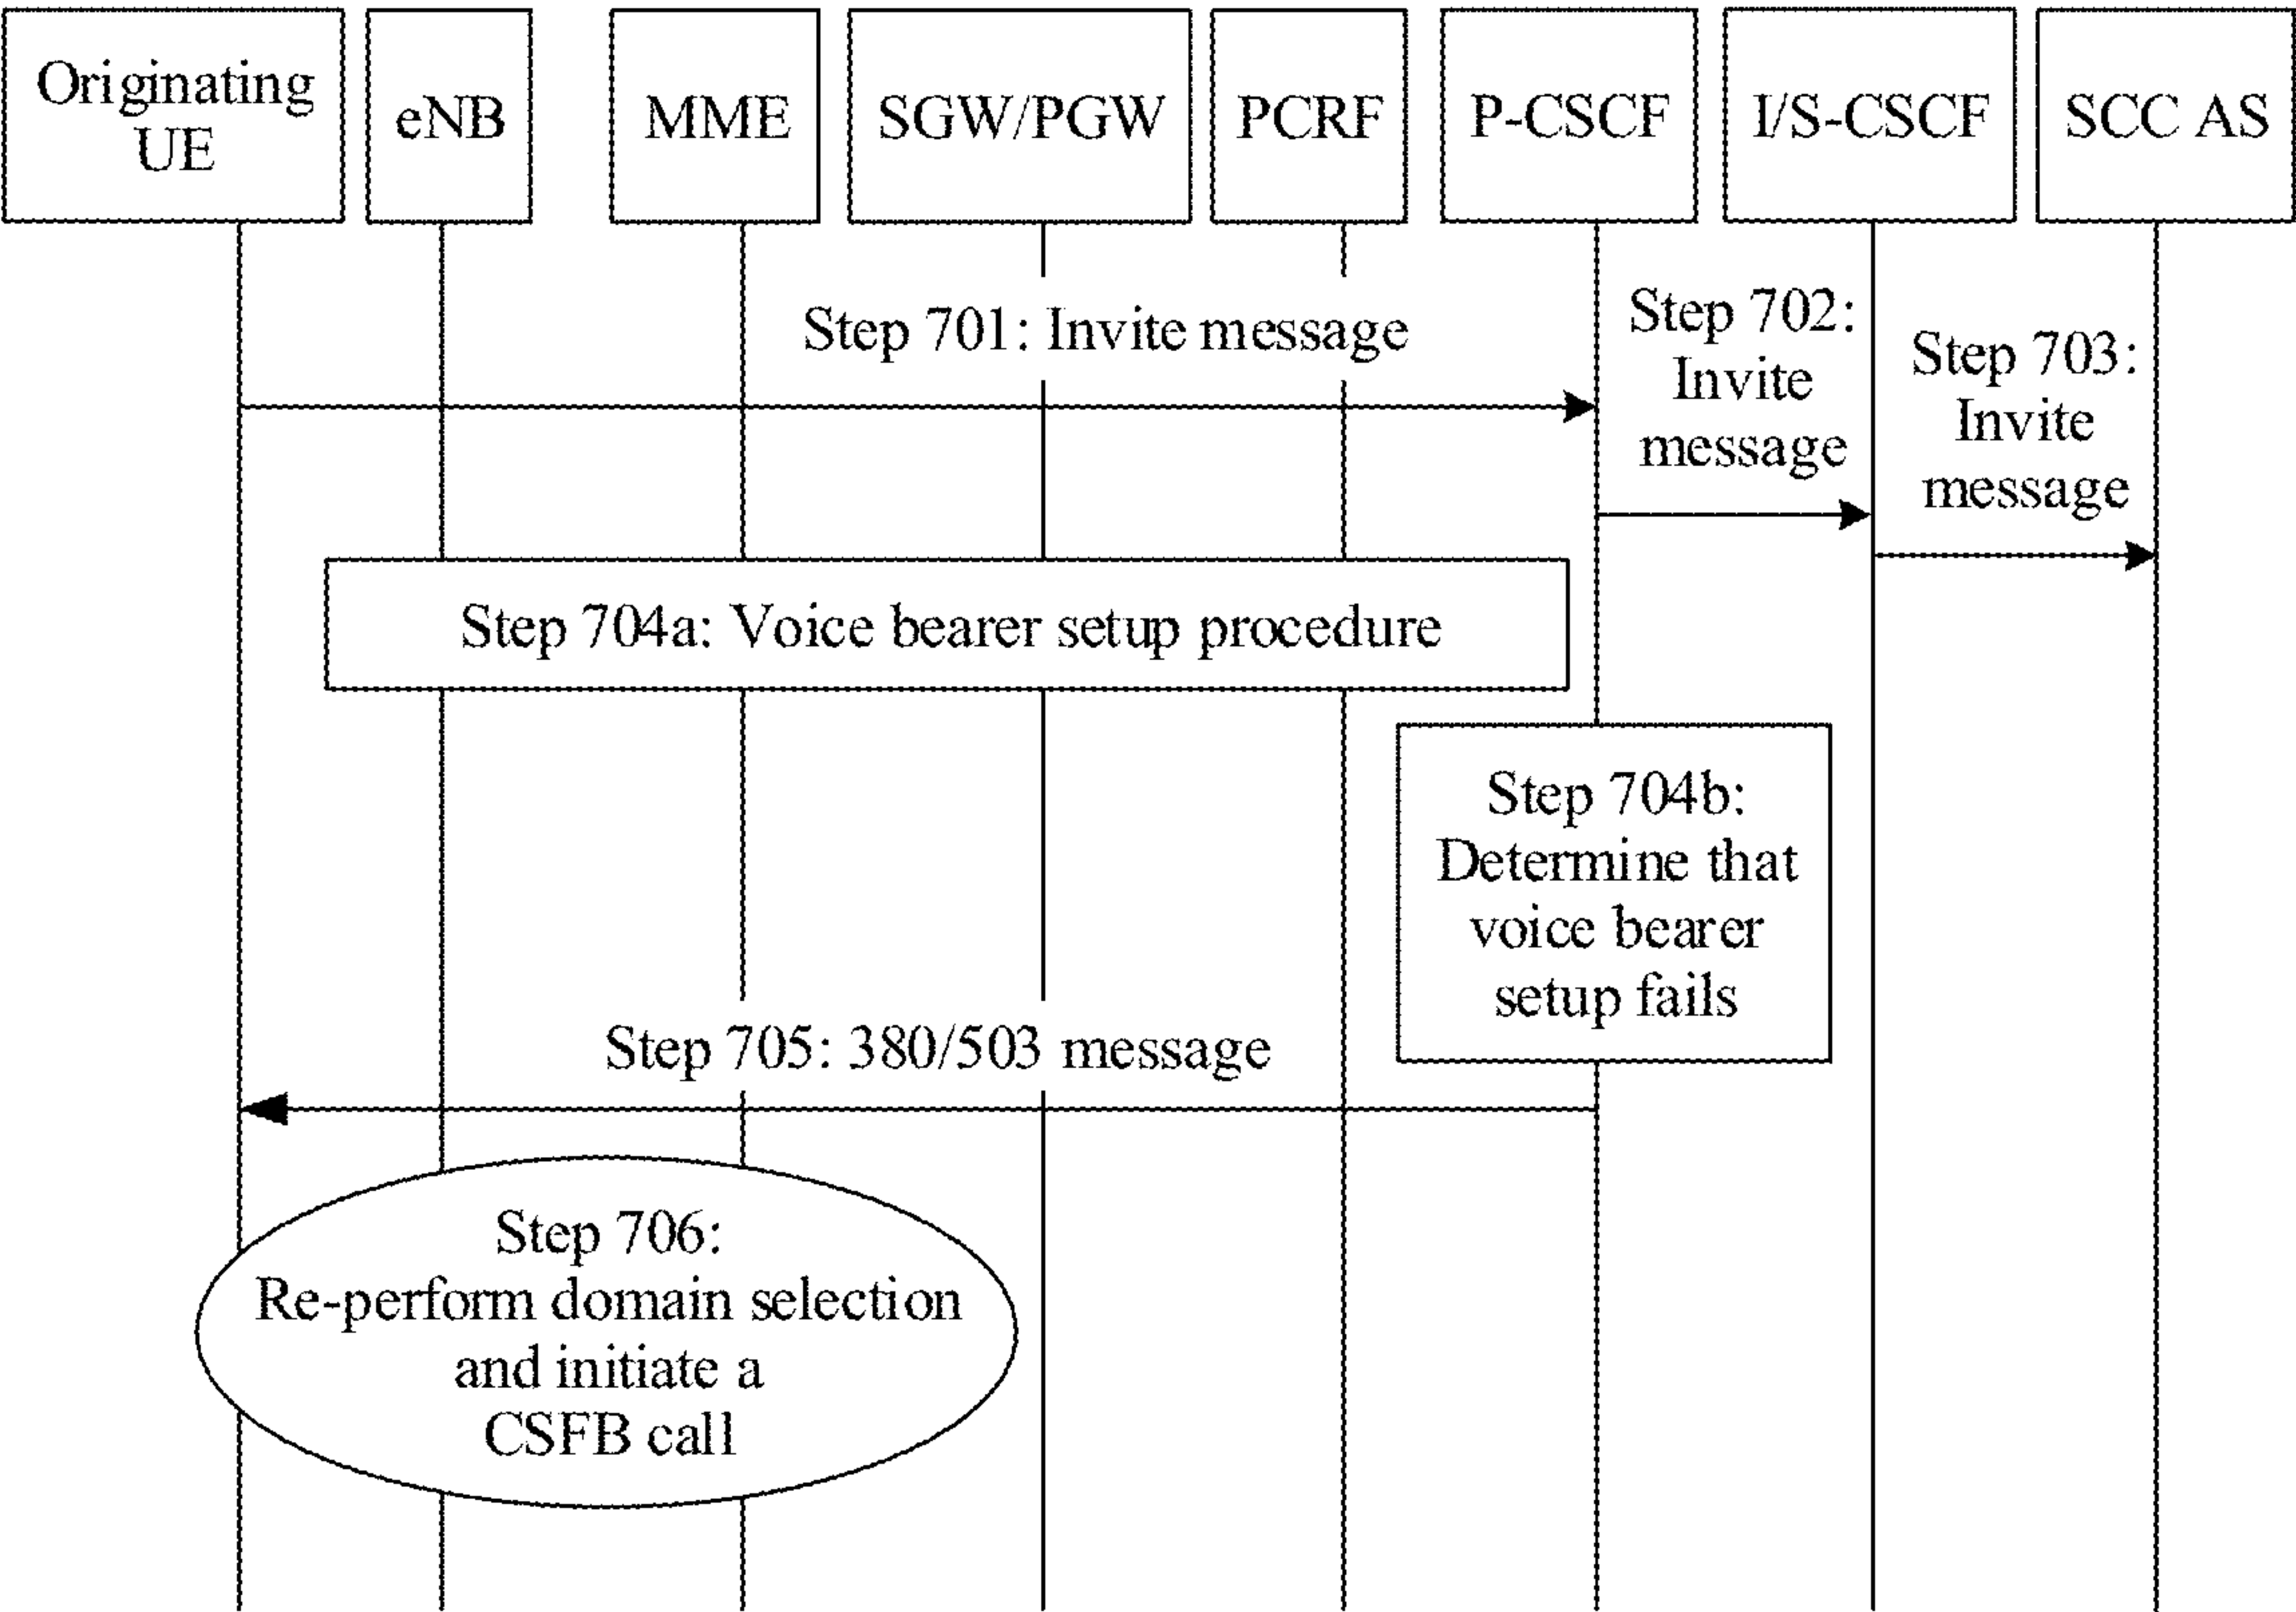 Originating
UE
eNB
MME
SGW/PGW
PCRF
P-CSCF
I/S-CSCF
SCC AS
Step 701: Invite message
Step 702:
Invite
message
Step 703:
Invite
message
Step 704a: Voice bearer setup procedure
Step 704b:
Determine that
voice bearer
setup fails
Step 705: 380/503 message
Step 706:
Re-perform domain selection
and initiate a
CSFB call